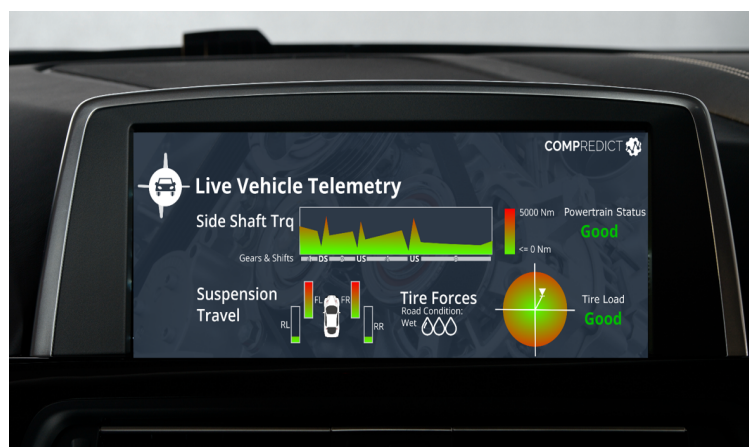 COMPREDICT
Live Vehicle Telemetry
Side Shaft Trq
5000 Nm
<= 0 Nm
Powertrain Status
Good
Gears & Shifts
DS
US
US
Suspension
Travel
FL
FR
RL
RR
Tire Forces
Road Condition:
Wet
Tire Load
Good